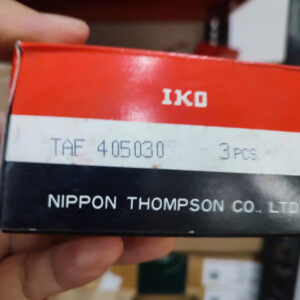 IKO
TAF 405030 3 PCS.
NIPPON THOMPSON CO., LTD